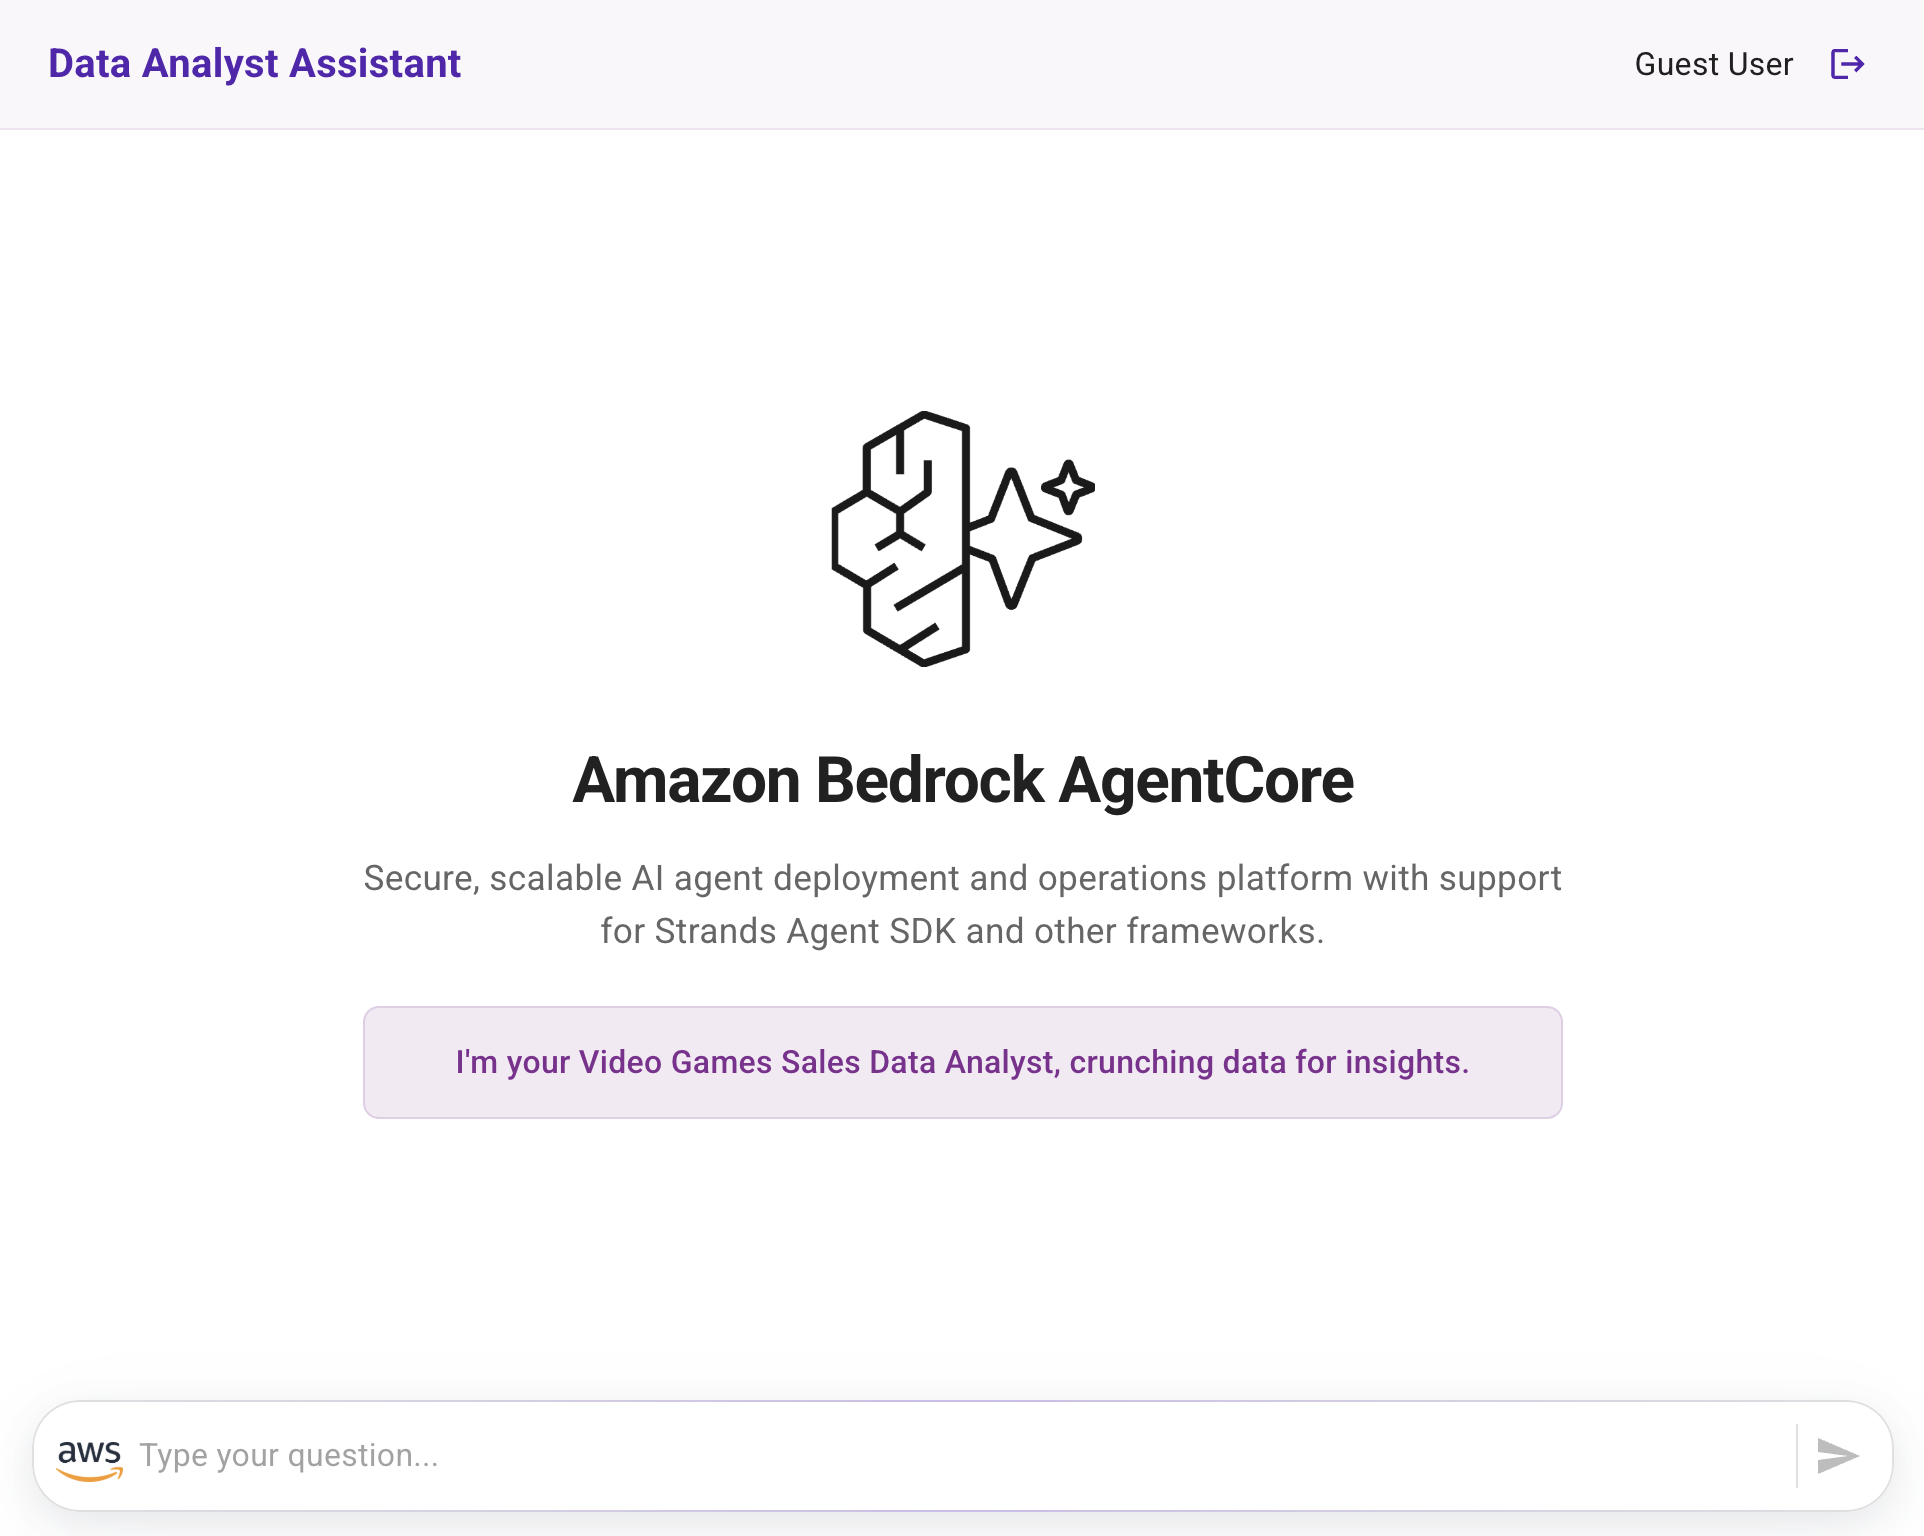 Data Analyst Assistant
Guest User
Amazon Bedrock AgentCore
Secure, scalable AI agent deployment and operations platform with support
for Strands Agent SDK and other frameworks.
I'm your Video Games Sales Data Analyst, crunching data for insights.
aws
Type your question...